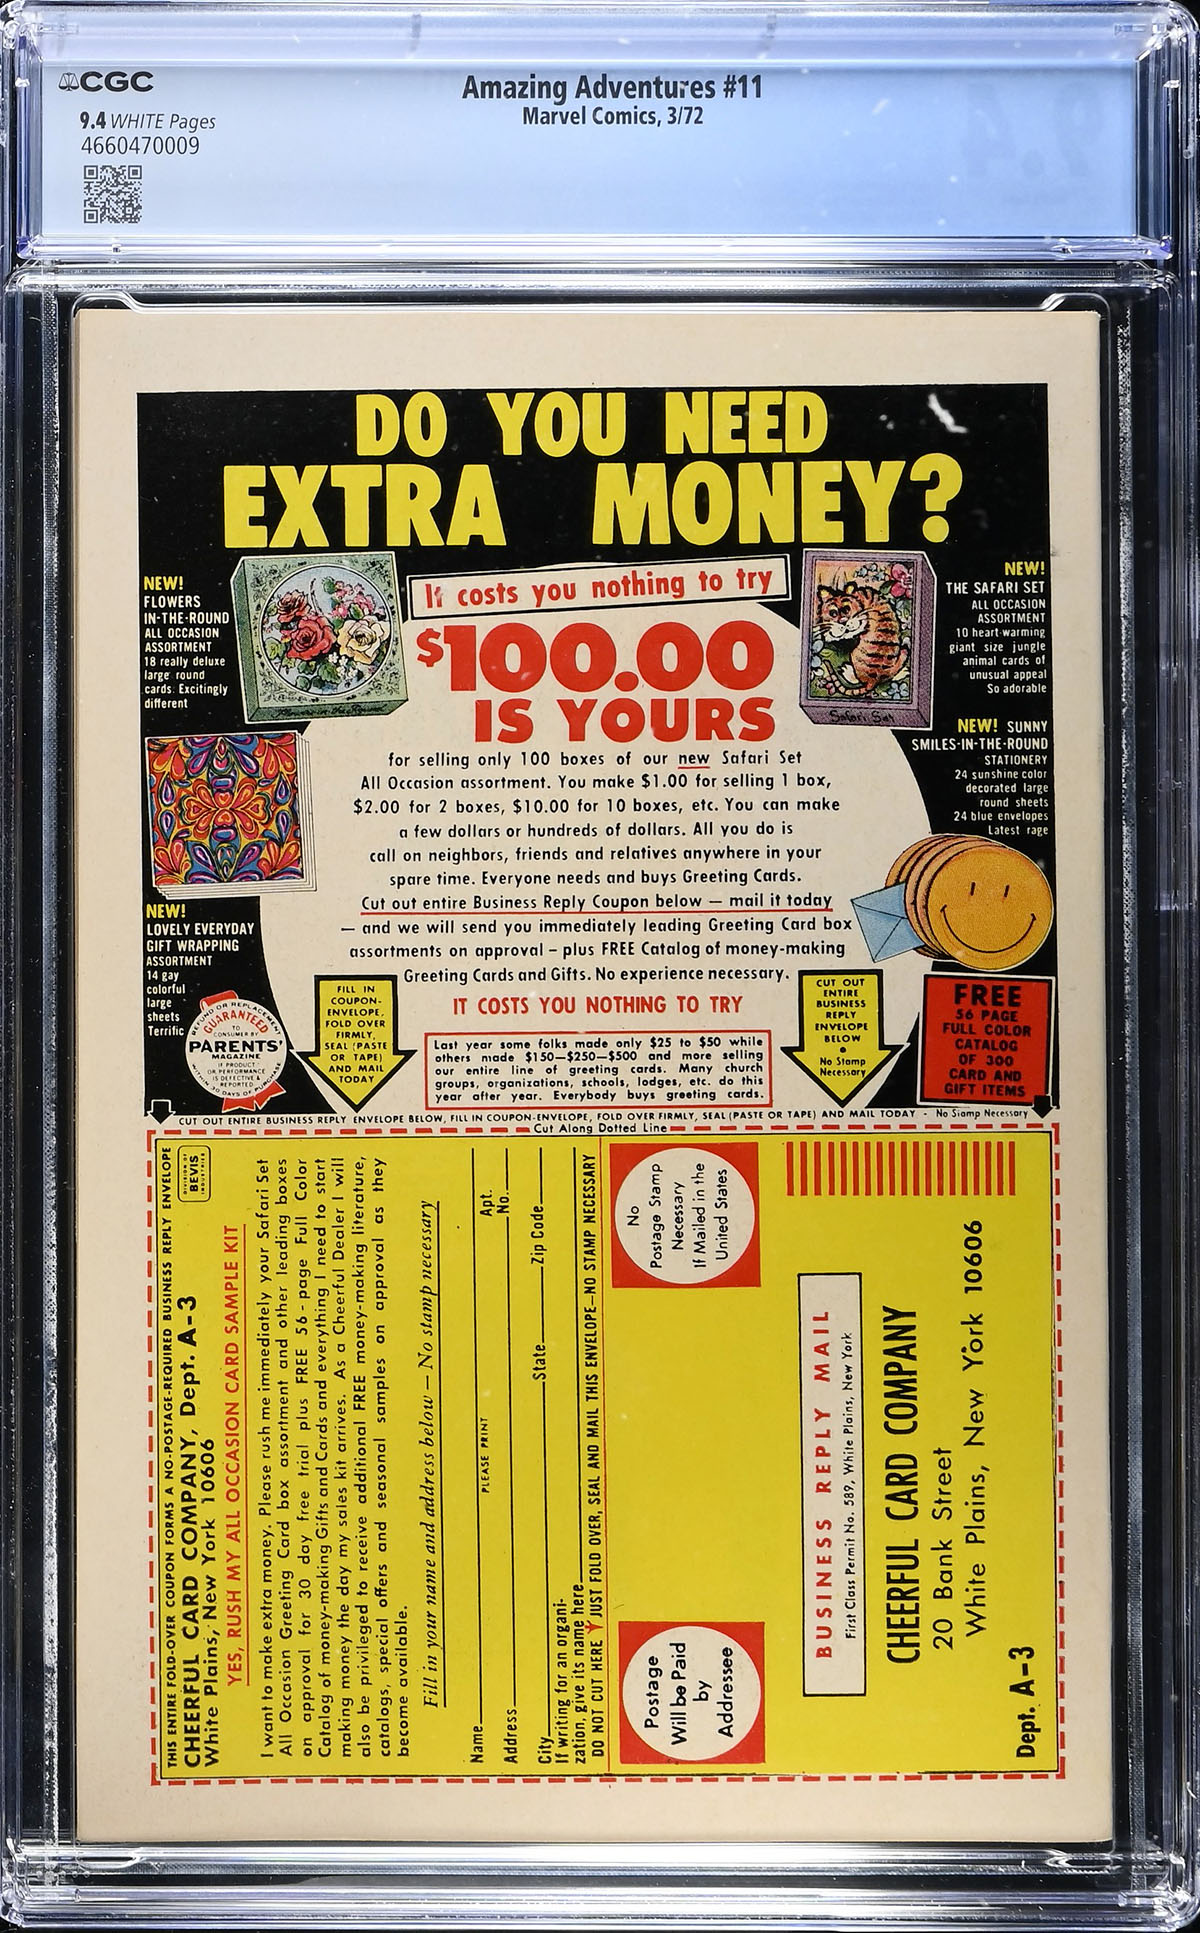 CGC
9.4 WHITE Pages
4660470009
Amazing Adventures #11
Marvel Comics, 3/72
DO YOU NEED
EXTRA MONEY?
It costs you nothing to try
$100.00
IS YOURS
NEW!
FLOWERS
IN-THE-ROUND
ALL OCCASION
ASSORTMENT
18 really deluxe
large round
cards. Excitingly
different
NEW!
THE SAFARI SET
ALL OCCASION
ASSORTMENT
10 heart-warming
giant size jungle
animal cards of
unusual appeal
So adorable
Safari Set
NEW! SUNNY
SMILES-IN-THE-ROUND
STATIONERY
24 sunshine color
decorated large
round sheets
24 blue envelopes
Latest rage
for selling only 100 boxes of our new Safari Set
All Occasion assortment. You make $1.00 for selling 1 box,
$2.00 for 2 boxes, $10.00 for 10 boxes, etc. You can make
a few dollars or hundreds of dollars. All you do is
call on neighbors, friends and relatives anywhere in your
spare time. Everyone needs and buys Greeting Cards.
Cut out entire Business Reply Coupon below — mail it today
— and we will send you immediately leading Greeting Card box
assortments on approval – plus FREE Catalog of money-making
Greeting Cards and Gifts. No experience necessary.
IT COSTS YOU NOTHING TO TRY
NEW!
LOVELY EVERYDAY
GIFT WRAPPING
ASSORTMENT
14 gay
colorful
large
sheets
Terrific
REFUND OR REPLACEMENT
GUARANTEED
TO
CONSUMER BY
PARENTS'
MAGAZINE
IF PRODUCT
OR PERFORMANCE
IS DEFECTIVE &
REPORTED
WITHIN 30 DAYS OF PURCHASE
FILL IN
COUPON-
ENVELOPE,
FOLD OVER
FIRMLY,
SEAL (PASTE
OR TAPE)
AND MAIL
TODAY
Last year some folks made only $25 to $50 while
others made $150—$250—$500 and more selling
our entire line of greeting cards. Many church
groups, organizations, schools, lodges, etc. do this
year after year. Everybody buys greeting cards.
CUT OUT
ENTIRE
BUSINESS
REPLY
ENVELOPE
BELOW
•
No Stamp
Necessary
FREE
56 PAGE
FULL COLOR
CATALOG
OF 300
CARD AND
GIFT ITEMS
CUT OUT ENTIRE BUSINESS REPLY ENVELOPE BELOW, FILL IN COUPON-ENVELOPE, FOLD OVER FIRMLY, SEAL (PASTE OR TAPE) AND MAIL TODAY - No Stamp Necessary
Cut Along Dotted Line
THIS ENTIRE FOLD-OVER COUPON FORMS A NO-POSTAGE-REQUIRED BUSINESS REPLY ENVELOPE
CHEERFUL CARD COMPANY, Dept. A-3
White Plains, New York 10606
DIVISION OF
BEVIS
INDUSTRIES
YES, RUSH MY ALL OCCASION CARD SAMPLE KIT
I want to make extra money. Please rush me immediately your Safari Set
All Occasion Greeting Card box assortment and other leading boxes
on approval for 30 day free trial plus FREE 56-page Full Color
Catalog of money-making Gifts and Cards and everything I need to start
making money the day my sales kit arrives. As a Cheerful Dealer I will
also be privileged to receive additional FREE money-making literature,
catalogs, special offers and seasonal samples on approval as they
become available.
Fill in your name and address below — No stamp necessary
Name
PLEASE PRINT
Address Apt. No.
City State Zip Code
If writing for an organi-
zation, give its name here
DO NOT CUT HERE JUST FOLD OVER, SEAL AND MAIL THIS ENVELOPE—NO STAMP NECESSARY
No
Postage Stamp
Necessary
If Mailed in the
United States
Postage
Will be Paid
by
Addressee
BUSINESS REPLY MAIL
First Class Permit No. 589, White Plains, New York
CHEERFUL CARD COMPANY
20 Bank Street
White Plains, New York 10606
Dept. A-3